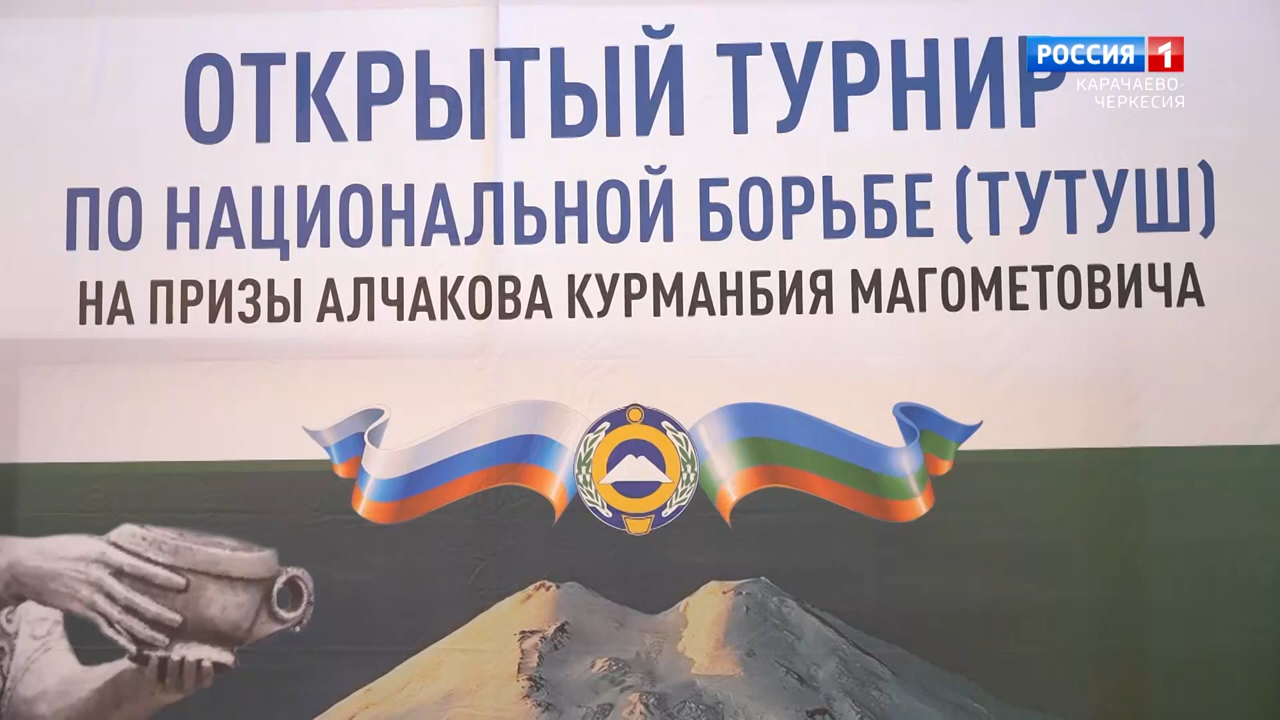 ОТКРЫТЫЙ ТУРНИР
ПО НАЦИОНАЛЬНОЙ БОРЬБЕ (ТУТУШ)
НА ПРИЗЫ АЛЧАКОВА КУРМАНБИЯ МАГОМЕТОВИЧА
РОССИЯ 1
КАРАЧАЕВО-
ЧЕРКЕСИЯ